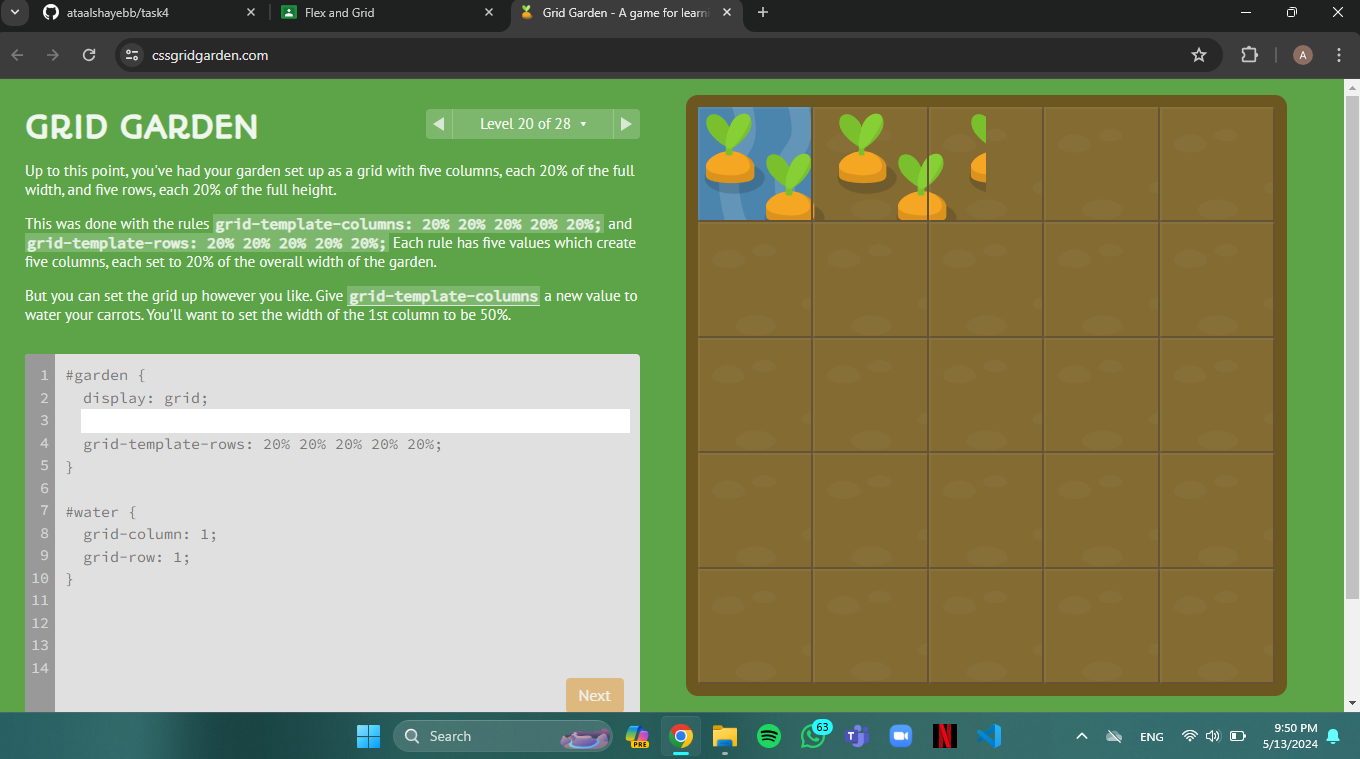 ataalshayebb/task4
Flex and Grid
Grid Garden - A game for learni
cssgridgarden.com
A
GRID GARDEN
Level 20 of 28
Up to this point, you've had your garden set up as a grid with five columns, each 20% of the full
width, and five rows, each 20% of the full height.
This was done with the rules grid-template-columns: 20% 20% 20% 20% 20%; and
grid-template-rows: 20% 20% 20% 20% 20%; Each rule has five values which create
five columns, each set to 20% of the overall width of the garden.
But you can set the grid up however you like. Give grid-template-columns a new value to
water your carrots. You'll want to set the width of the 1st column to be 50%.
1 #garden {
2 display: grid;
3
4 grid-template-rows: 20% 20% 20% 20% 20%;
5 }
6
7 #water {
8 grid-column: 1;
9 grid-row: 1;
10 }
11
12
13
14
Next
Search
PRE
63
T
N
ENG
9:50 PM
5/13/2024